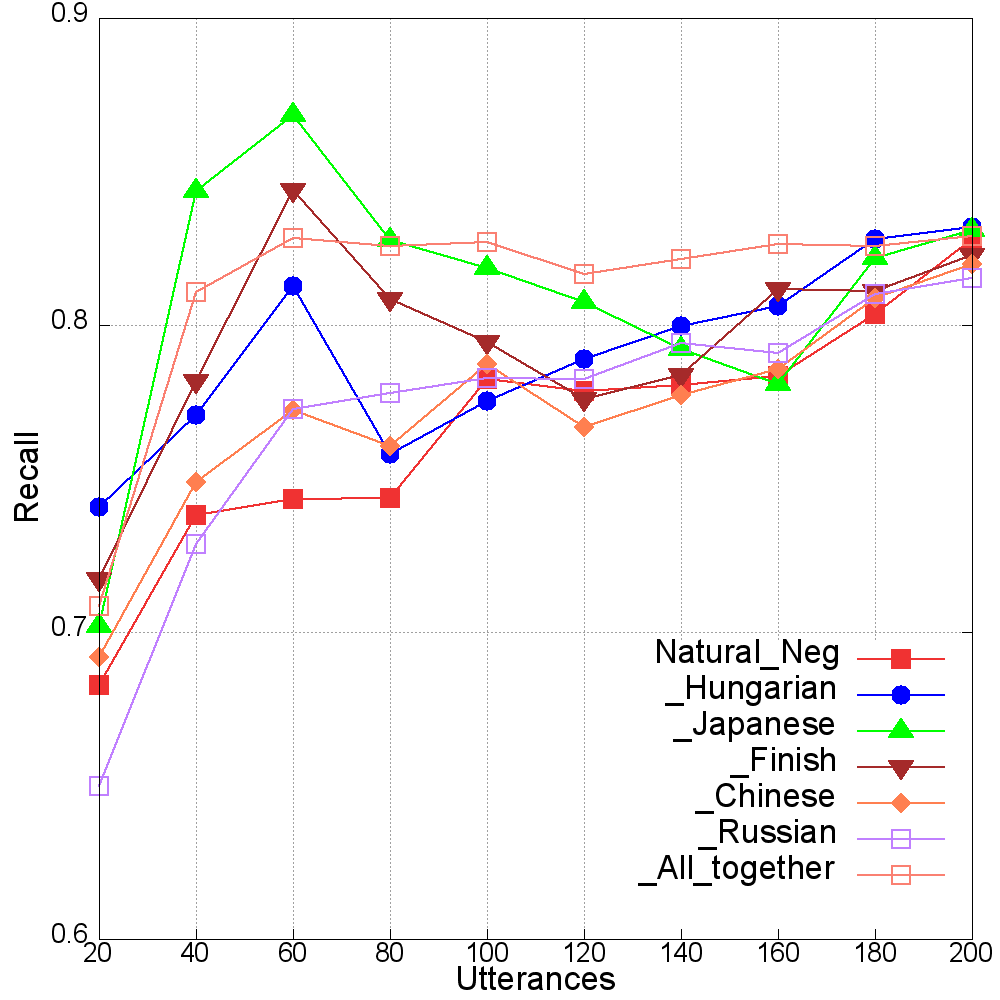 0.9
0.8
0.7
0.6
Recall
Natural_Neg
_Hungarian
_Japanese
_Finish
_Chinese
_Russian
_All_together
20 40 60 80 100 120 140 160 180 200
Utterances